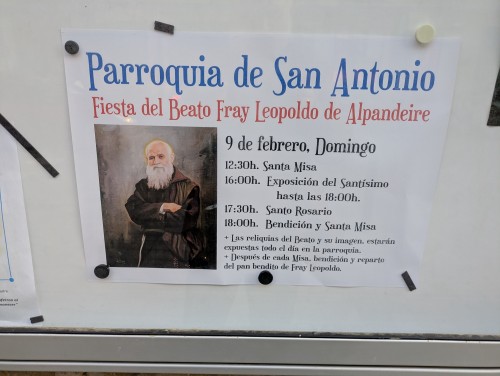 Parroquia de San Antonio
Fiesta del Beato Fray Leopoldo de Alpandeire
9 de febrero, Domingo
12:30h. Santa Misa
16:00h. Exposición del Santísimo
hasta las 18:00h.
17:30h. Santo Rosario
18:00h. Bendición y Santa Misa
+ Las reliquias del Beato y su imagen, estarán
expuestas todo el día en la parroquia.
+ Después de cada Misa, bendición y reparto
del pan bendito de Fray Leopoldo.